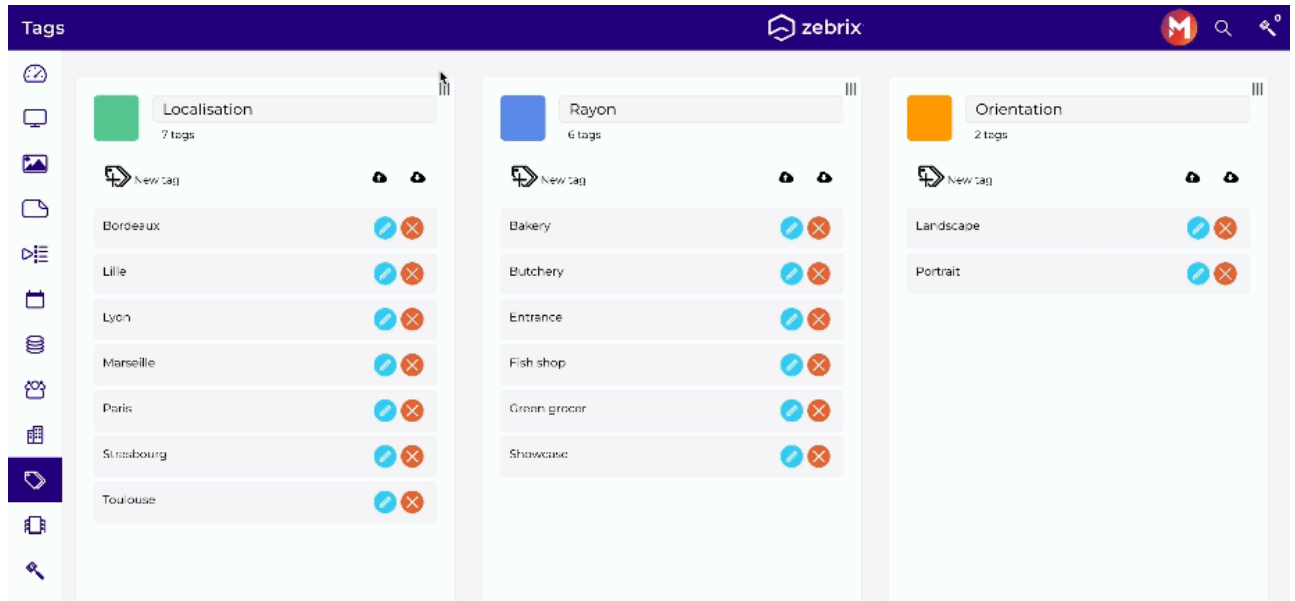 Tags
zebrix
0
Localisation
7 tags
New tag
Bordeaux
Lille
Lyon
Marseille
Paris
Strasbourg
Toulouse
Rayon
6 tags
New tag
Bakery
Butchery
Entrance
Fish shop
Green grocer
Showcase
Orientation
2 tags
New tag
Landscape
Portrait